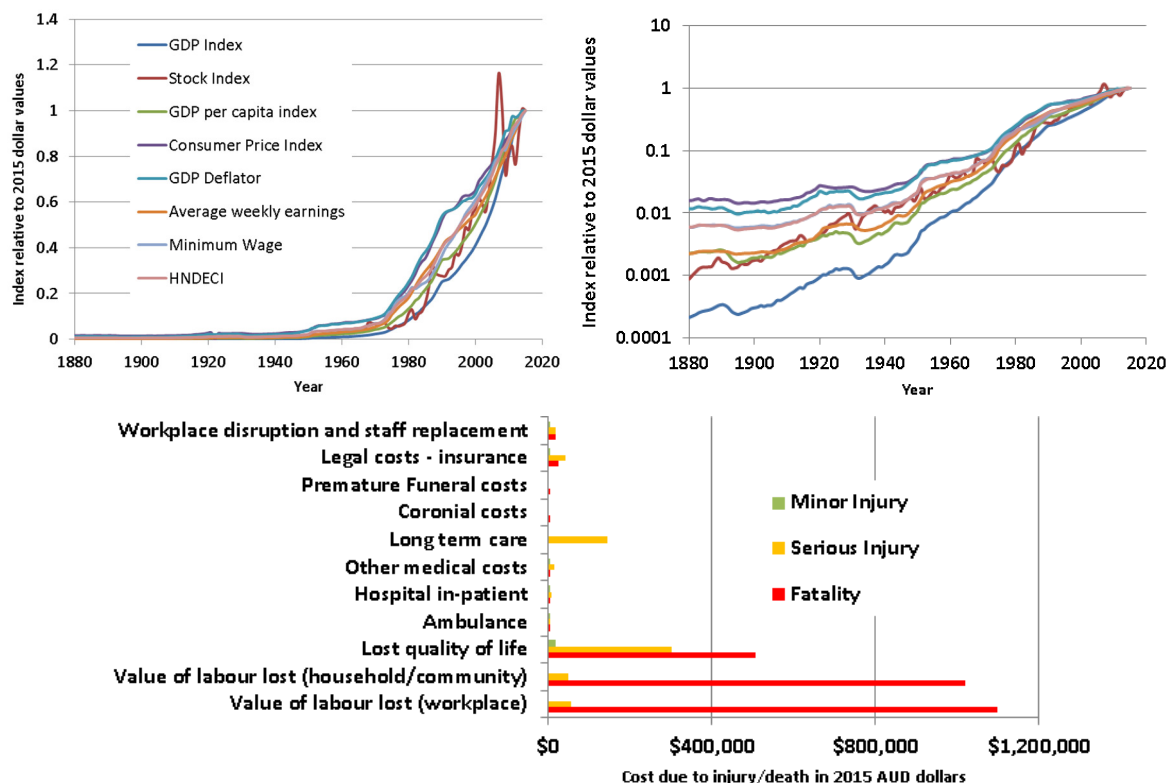 1.4
1.2
1
0.8
0.6
0.4
0.2
0
Index relative to 2015 dollar values
GDP Index
Stock Index
GDP per capita index
Consumer Price Index
GDP Deflator
Average weekly earnings
Minimum Wage
HNDECI
1880 1900 1920 1940 1960 1980 2000 2020
Year
10
1
0.1
0.01
0.001
0.0001
Index relative to 2015 dollar values
1880 1900 1920 1940 1960 1980 2000 2020
Year
Workplace disruption and staff replacement
Legal costs - insurance
Premature Funeral costs
Coronial costs
Long term care
Other medical costs
Hospital in-patient
Ambulance
Lost quality of life
Value of labour lost (household/community)
Value of labour lost (workplace)
Minor Injury
Serious Injury
Fatality
$0 $400,000 $800,000 $1,200,000
Cost due to injury/death in 2015 AUD dollars